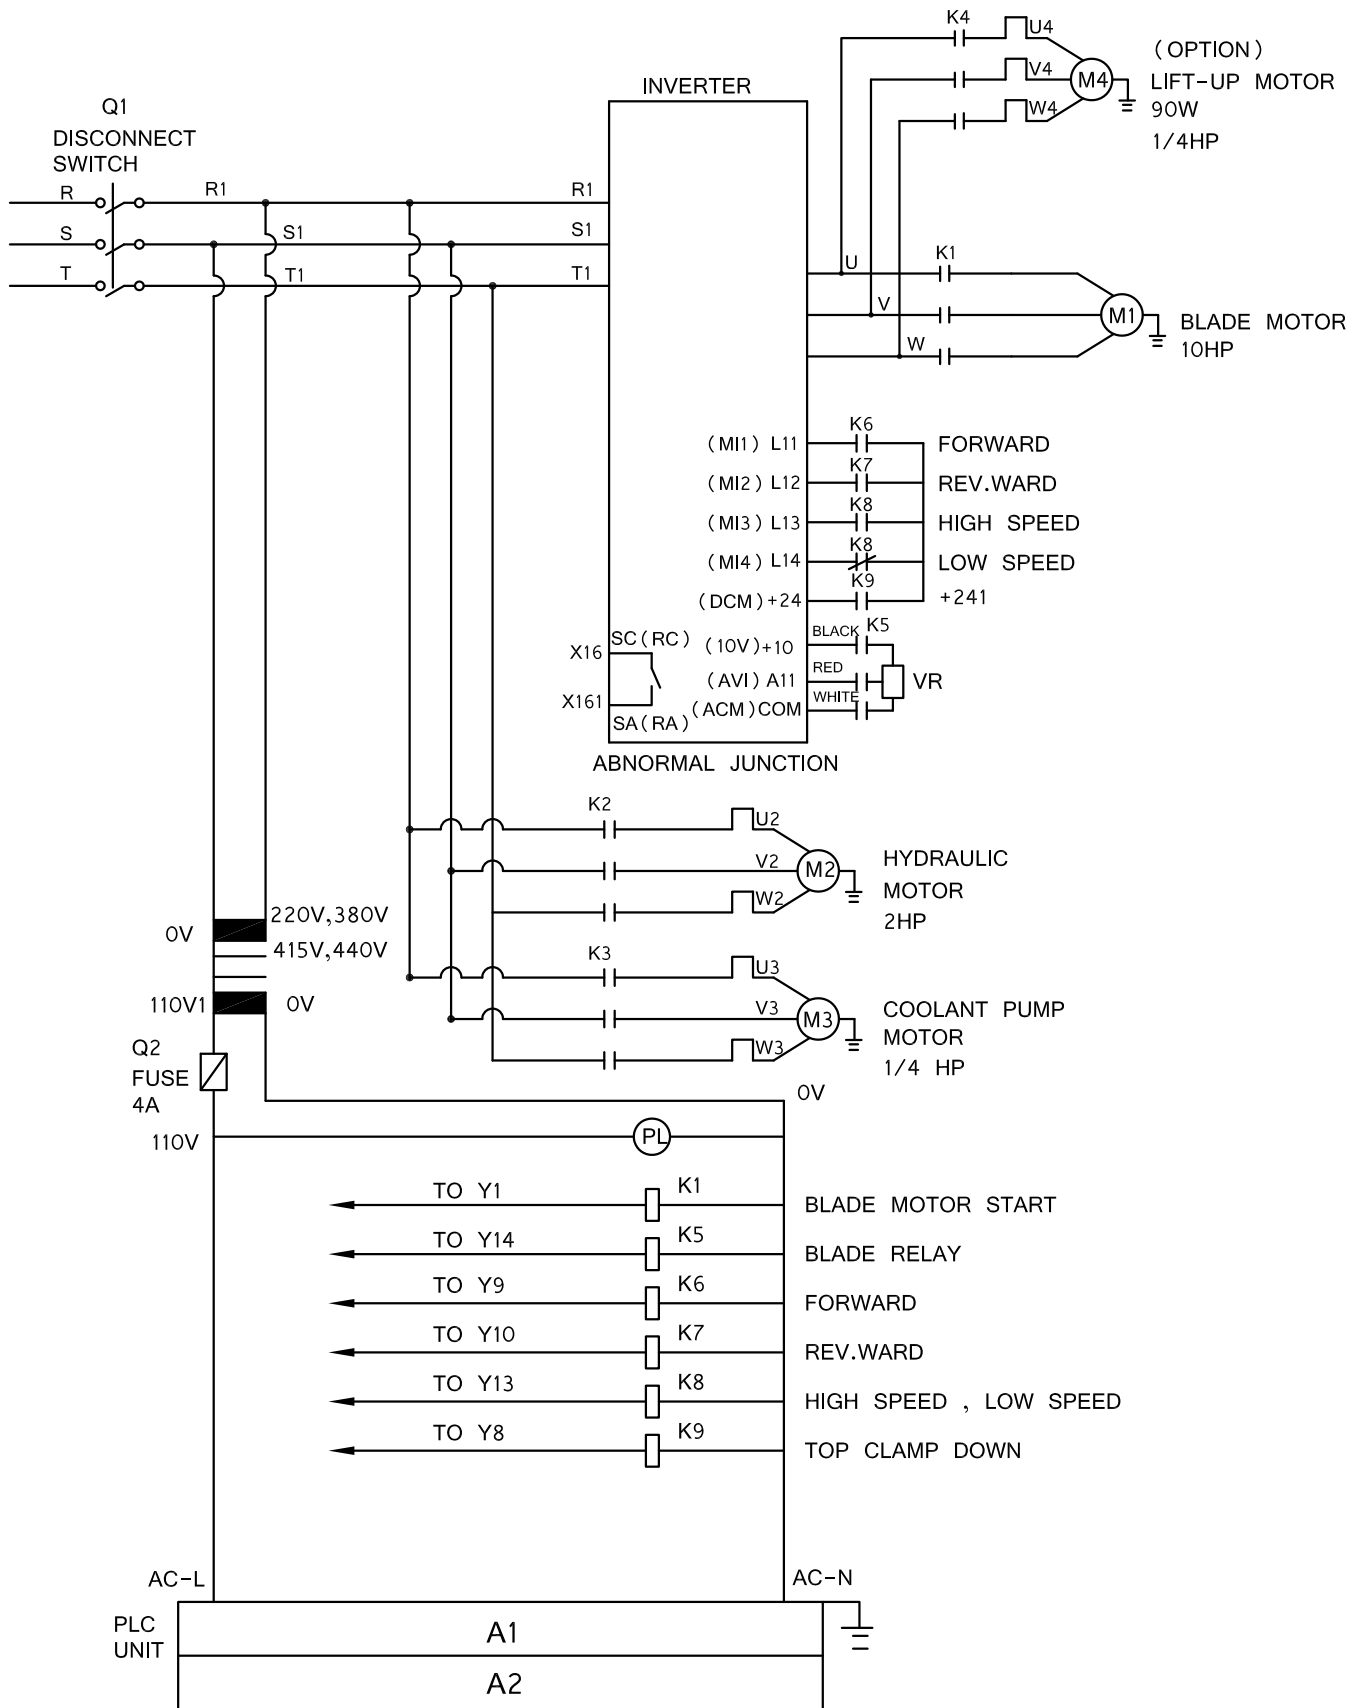 K4
U4
(OPTION)
V4
M4
LIFT-UP MOTOR
INVERTER
90W
W4
1/4HP
Q1
DISCONNECT
SWITCH
R
R1
R1
S
S1
S1
T
T1
T1
U
K1
V
M1
BLADE MOTOR
W
10HP
K6
(MI1) L11
FORWARD
K7
(MI2) L12
REV.WARD
K8
(MI3) L13
HIGH SPEED
K8
(MI4) L14
LOW SPEED
K9
(DCM)+24
+241
BLACK
K5
X16
SC(RC)
(10V)+10
RED
(AVI) A11
VR
WHITE
X161
SA(RA)
(ACM)COM
ABNORMAL JUNCTION
K2
U2
V2
M2
HYDRAULIC
MOTOR
W2
2HP
0V
220V,380V
415V,440V
K3
U3
110V1
0V
V3
M3
COOLANT PUMP
MOTOR
W3
1/4 HP
Q2
FUSE
4A
0V
110V
PL
TO Y1
K1
BLADE MOTOR START
TO Y14
K5
BLADE RELAY
TO Y9
K6
FORWARD
TO Y10
K7
REV.WARD
TO Y13
K8
HIGH SPEED , LOW SPEED
TO Y8
K9
TOP CLAMP DOWN
AC-L
AC-N
PLC
UNIT
A1
A2